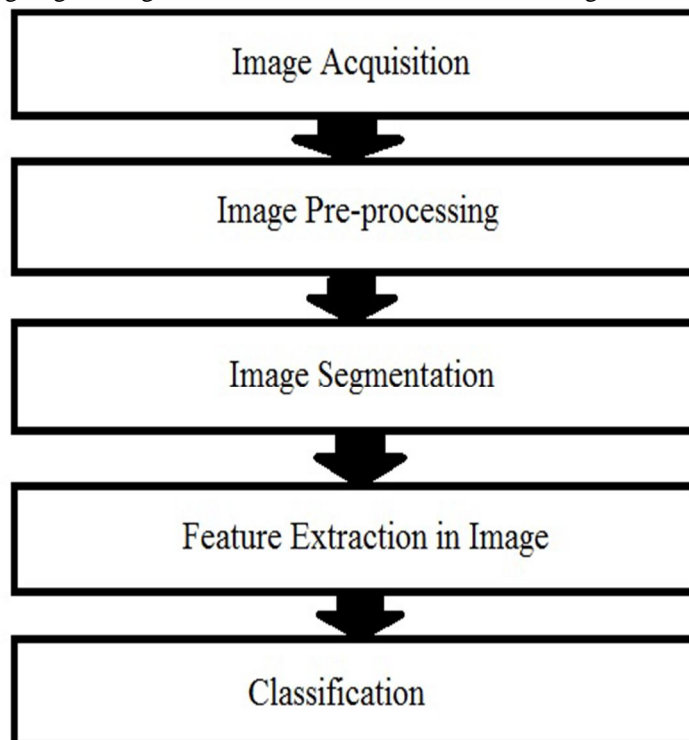 Image Acquisition
Image Pre-processing
Image Segmentation
Feature Extraction in Image
Classification